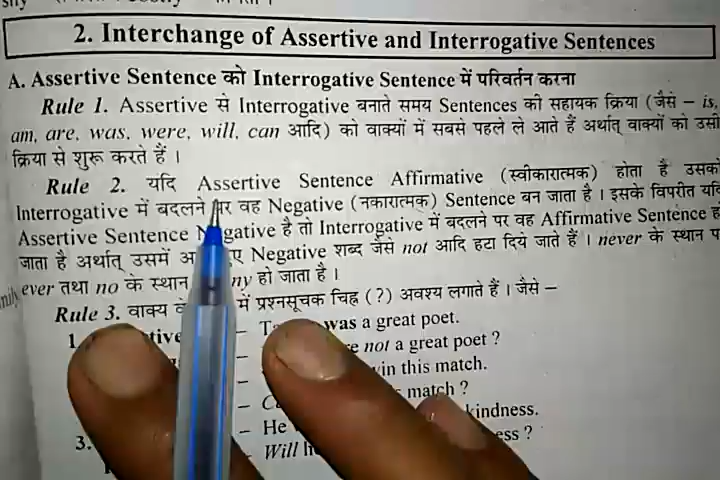 2. Interchange of Assertive and Interrogative Sentences
A. Assertive Sentence को Interrogative Sentence में परिवर्तन करना
Rule 1. Assertive से Interrogative बनाते समय Sentences की सहायक क्रिया (जैसे – is,
am, are, was, were, will, can आदि) को वाक्यों में सबसे पहले ले आते हैं अर्थात् वाक्यों को उसी
क्रिया से शुरू करते हैं ।
Rule 2. यदि Assertive Sentence Affirmative (स्वीकारात्मक) होता है उसको
Interrogative में बदलने पर वह Negative (नकारात्मक) Sentence बन जाता है । इसके विपरीत यदि
Assertive Sentence Negative है तो Interrogative में बदलने पर वह Affirmative Sentence
जाता है अर्थात् उसमें Negative शब्द जैसे not आदि हटा दिये जाते हैं । never के स्थान
ever तथा no के स्थान हो जाता है ।
Rule 3. वाक्य में प्रश्नसूचक चिह्न (?) अवश्य लगाते हैं । जैसे –
1. – was a great poet.
– not a great poet ?
– in this match.
– match ?
3. – He kindness.
– Will